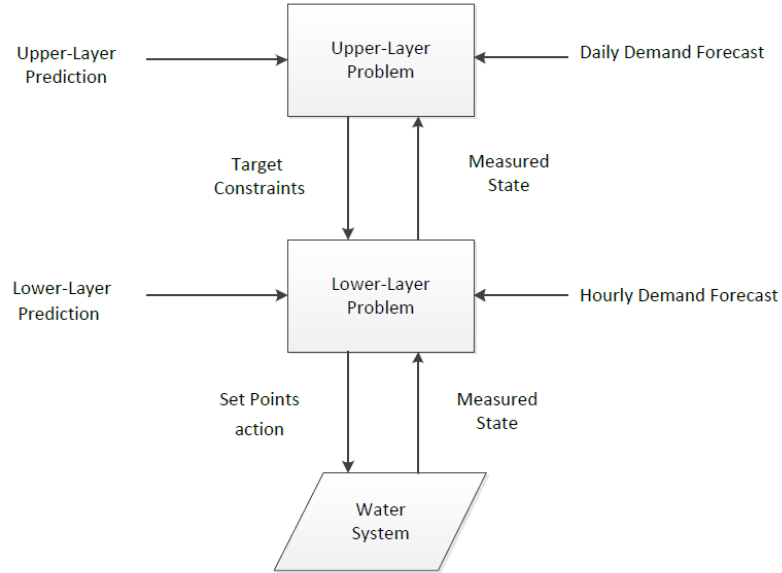 Upper-Layer
Prediction
Upper-Layer
Problem
Daily Demand Forecast
Target
Constraints
Measured
State
Lower-Layer
Prediction
Lower-Layer
Problem
Hourly Demand Forecast
Set Points
action
Measured
State
Water
System